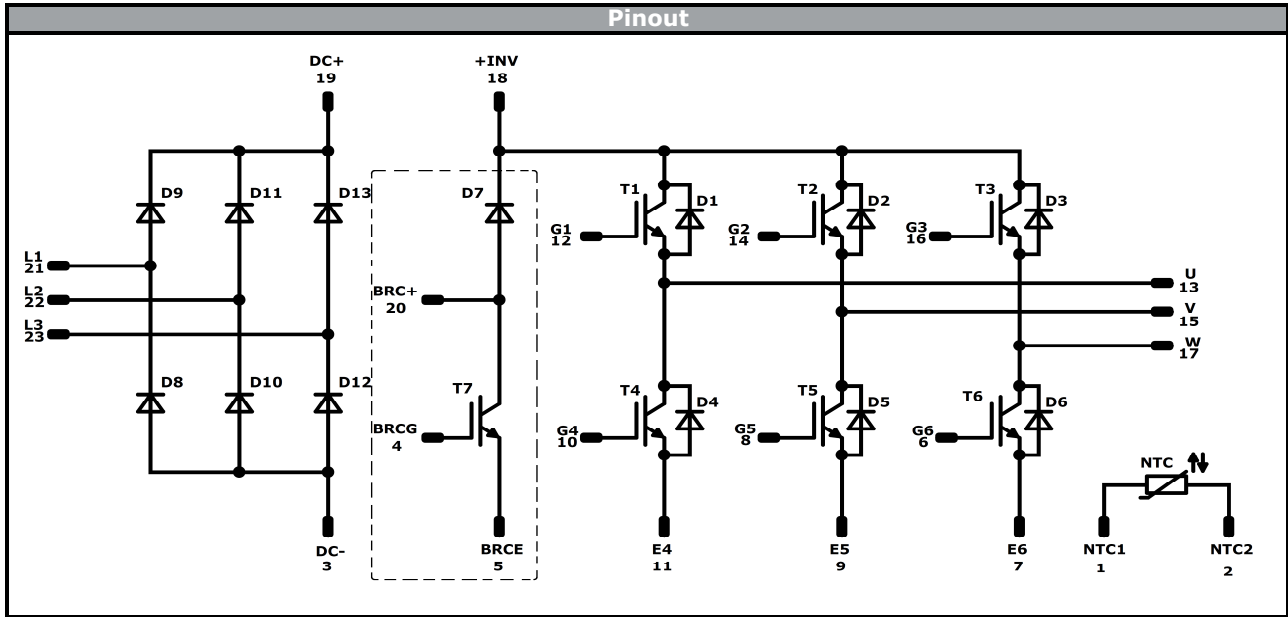 Pinout
DC+
19
+INV
18
D9
D11
D13
D7
T1
D1
T2
D2
T3
D3
G1
12
G2
14
G3
16
L1
21
L2
22
L3
23
BRC+
20
U
13
V
15
W
17
D8
D10
D12
T7
T4
D4
T5
D5
T6
D6
BRCG
4
G4
10
G5
8
G6
6
NTC
DC-
3
BRCE
5
E4
11
E5
9
E6
7
NTC1
1
NTC2
2